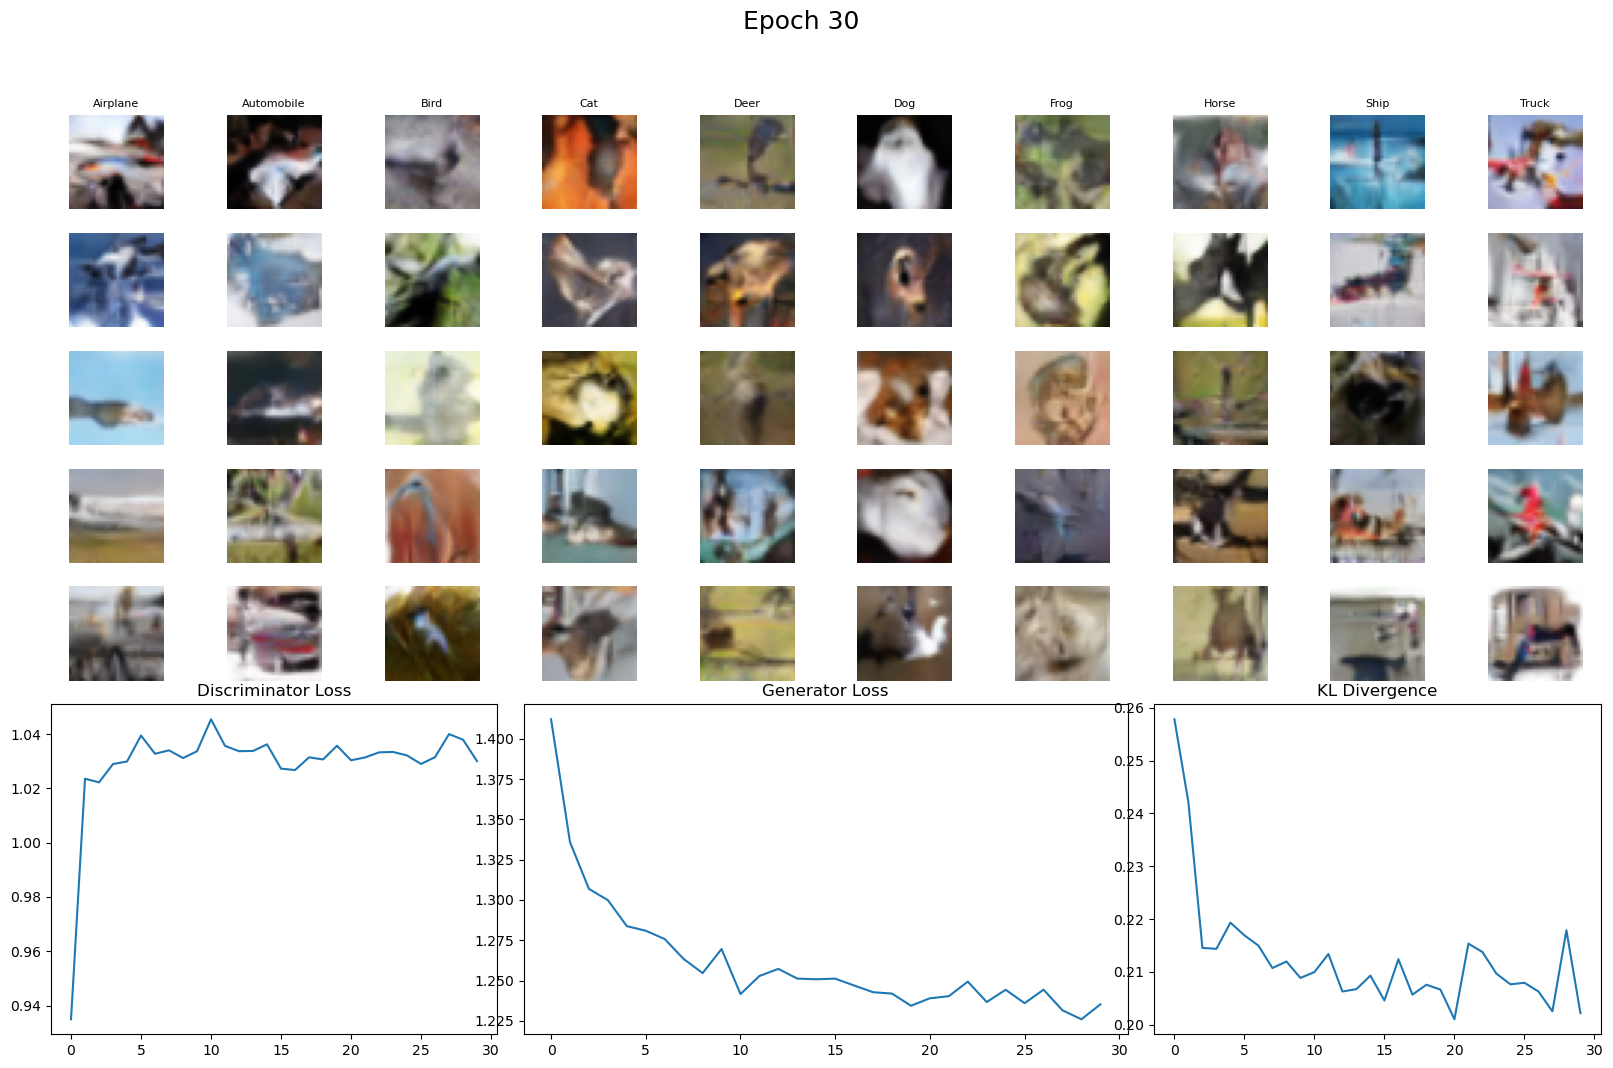 Epoch 30
Airplane Automobile Bird Cat Deer Dog Frog Horse Ship Truck
Discriminator Loss
1.04
1.02
1.00
0.98
0.96
0.94
0 5 10 15 20 25 30
Generator Loss
1.400
1.375
1.350
1.325
1.300
1.275
1.250
1.225
0 5 10 15 20 25 30
KL Divergence
0.26
0.25
0.24
0.23
0.22
0.21
0.20
0 5 10 15 20 25 30